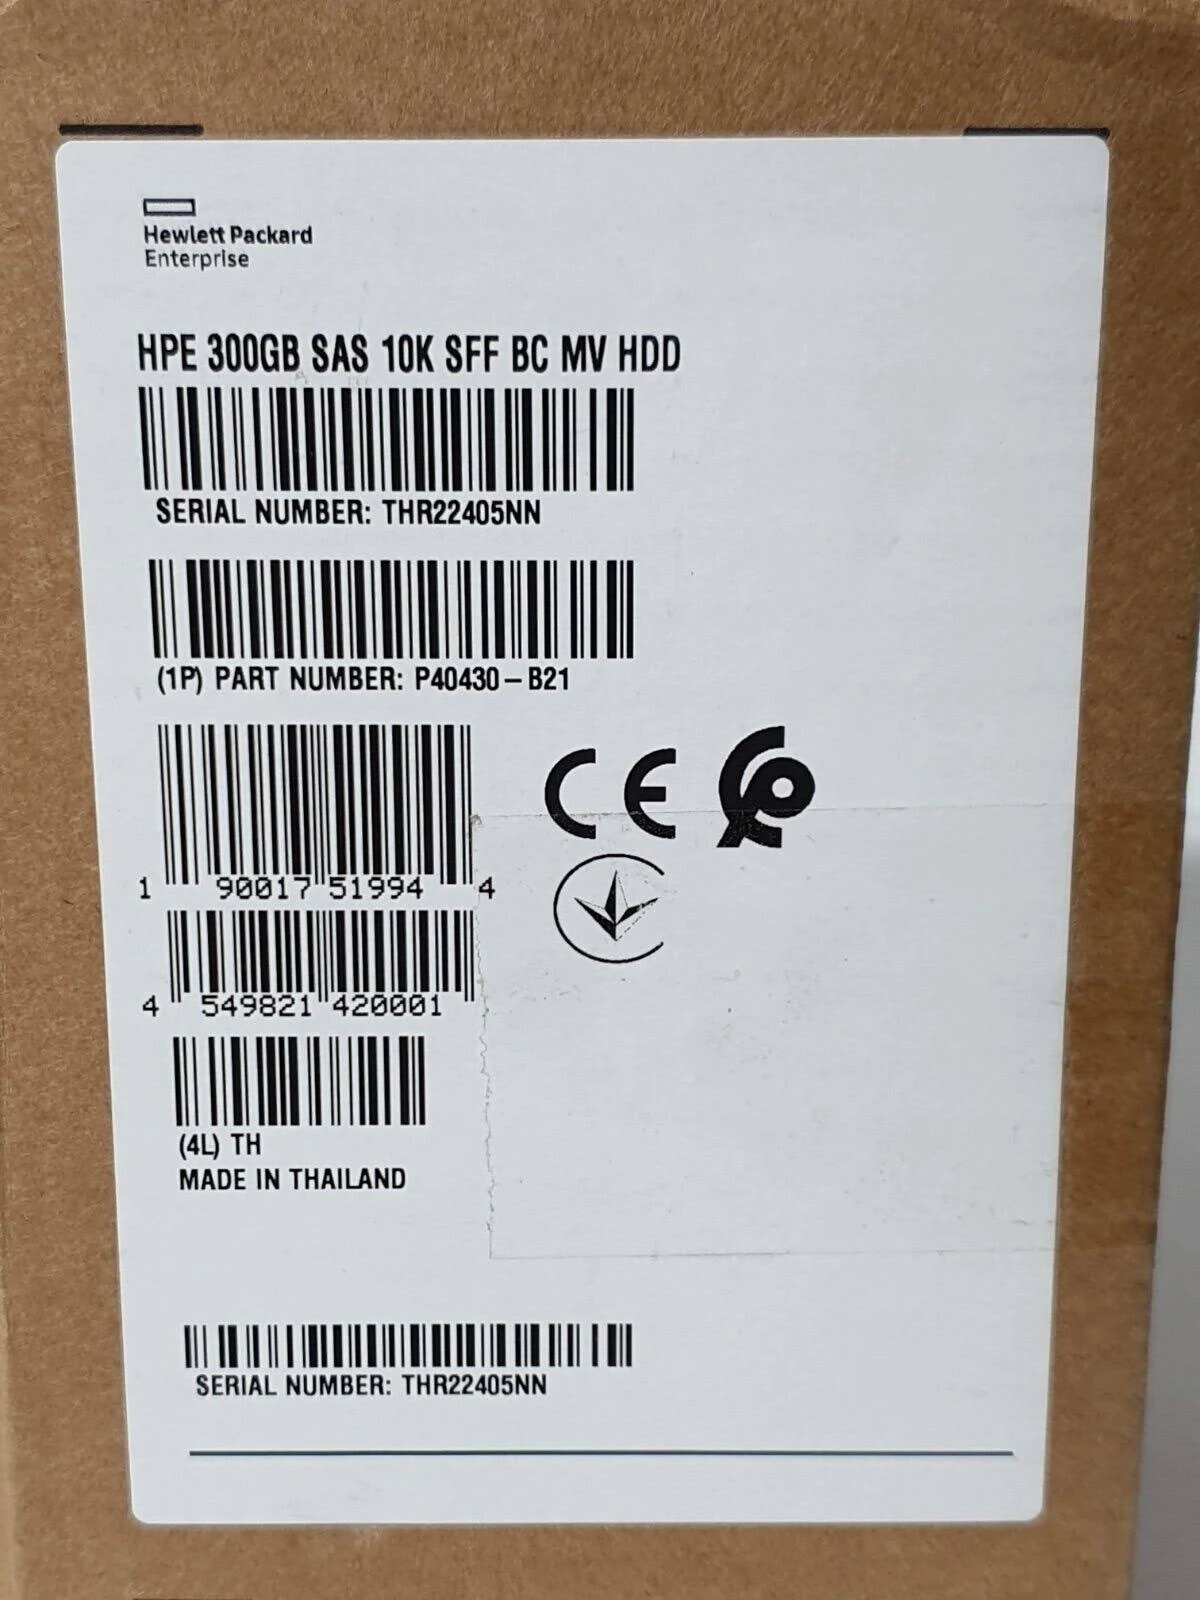 Hewlett Packard
Enterprise
HPE 300GB SAS 10K SFF BC MV HDD
SERIAL NUMBER: THR22405NN
(1P) PART NUMBER: P40430-B21
CE
1 90017 51994 4
4 549821 420001
(4L) TH
MADE IN THAILAND
SERIAL NUMBER: THR22405NN